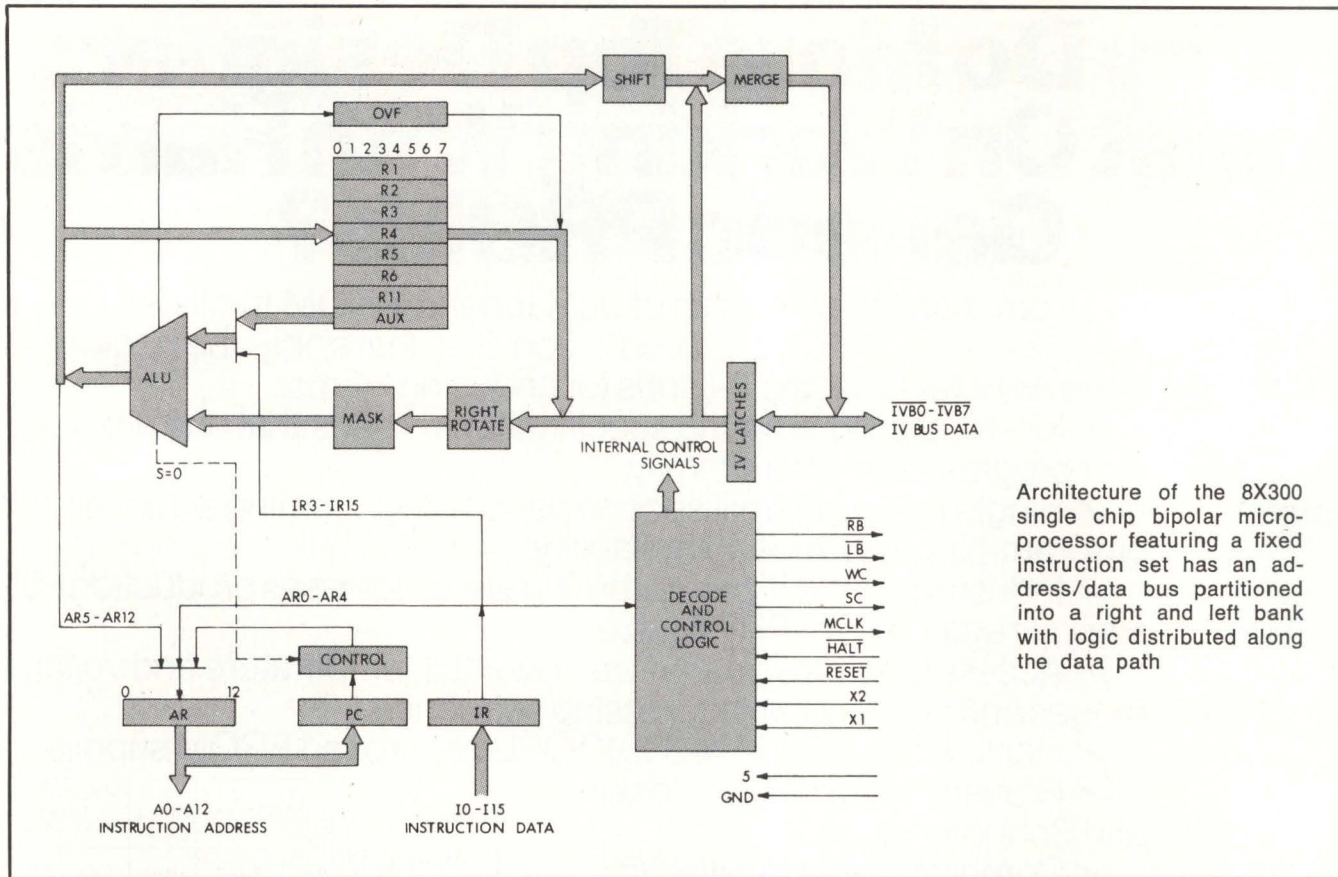 SHIFT
MERGE
OVF
0 1 2 3 4 5 6 7
R1
R2
R3
R4
R5
R6
R11
AUX
ALU
MASK
RIGHT
ROTATE
IV LATCHES
IVB0-IVB7
IV BUS DATA
INTERNAL CONTROL
SIGNALS
S=0
IR3-IR15
AR5-AR12
AR0-AR4
CONTROL
0
12
AR
PC
IR
DECODE
AND
CONTROL
LOGIC
RB
LB
WC
SC
MCLK
HALT
RESET
X2
X1
5
GND
A0-A12
INSTRUCTION ADDRESS
I0-I15
INSTRUCTION DATA
Architecture of the 8X300
single chip bipolar micro-
processor featuring a fixed
instruction set has an ad-
dress/data bus partitioned
into a right and left bank
with logic distributed along
the data path